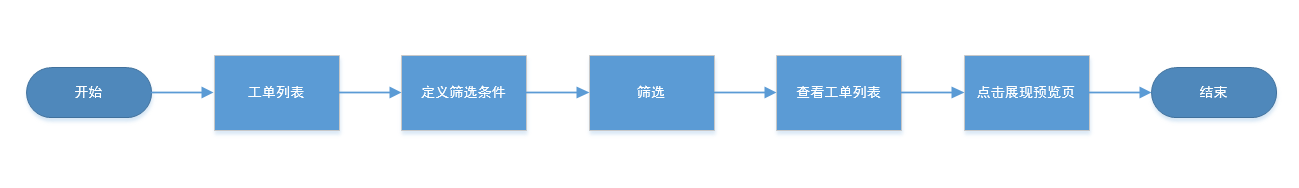 开始
工单列表
定义筛选条件
筛选
查看工单列表
点击展现预览页
结束